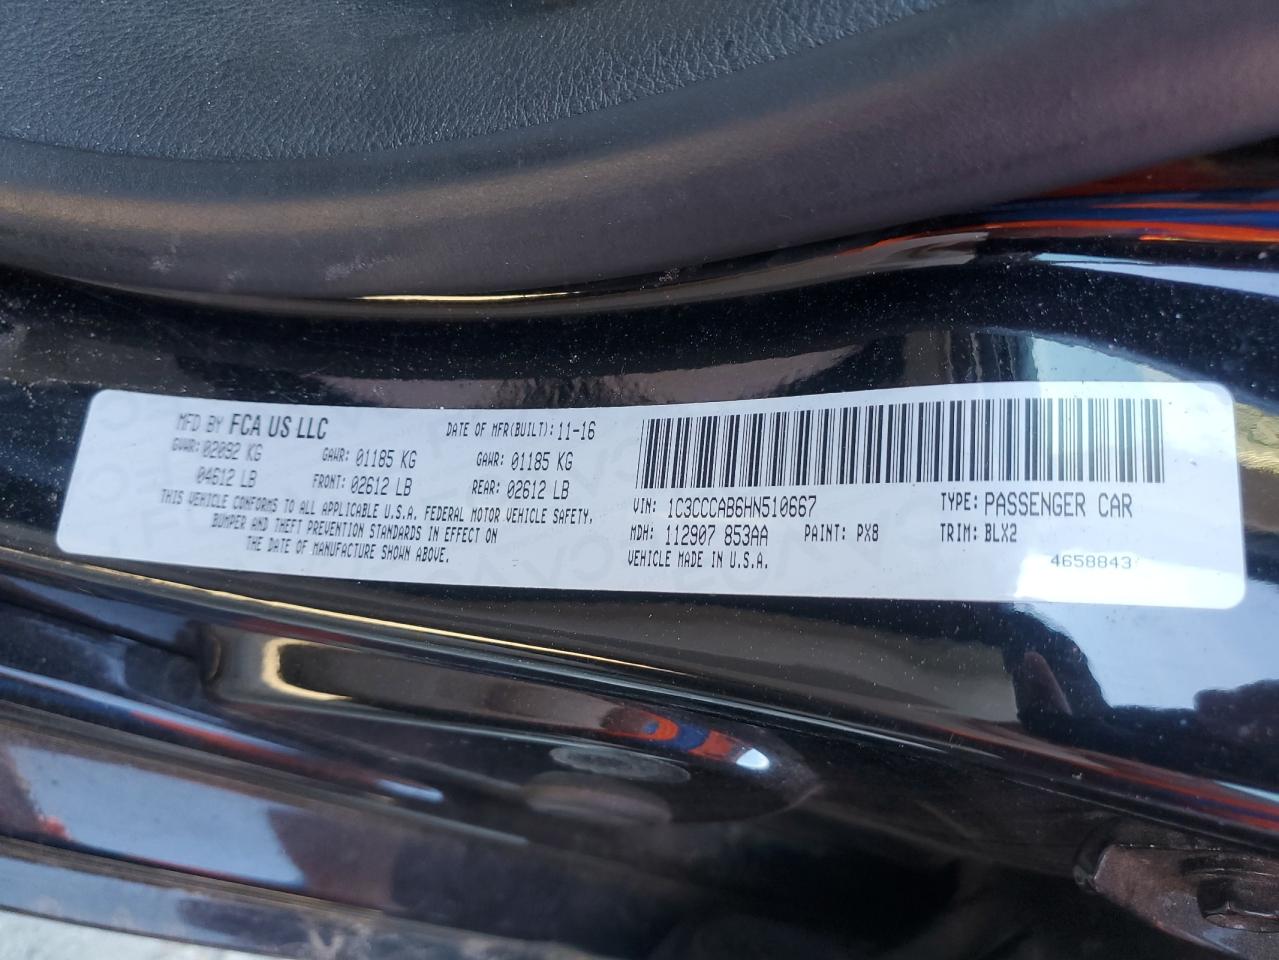 MFD BY FCA US LLC
DATE OF MFR(BUILT): 11-16
GVWR: 02092 KG
GAWR: 01185 KG
GAWR: 01185 KG
04612 LB
FRONT: 02612 LB
REAR: 02612 LB
THIS VEHICLE CONFORMS TO ALL APPLICABLE U.S.A. FEDERAL MOTOR VEHICLE SAFETY,
BUMPER AND THEFT PREVENTION STANDARDS IN EFFECT ON
THE DATE OF MANUFACTURE SHOWN ABOVE.
VIN: 1C3CCCAB6HN510667
TYPE: PASSENGER CAR
MDH: 112907 853AA
PAINT: PX8
TRIM: BLX2
VEHICLE MADE IN U.S.A.
4658843